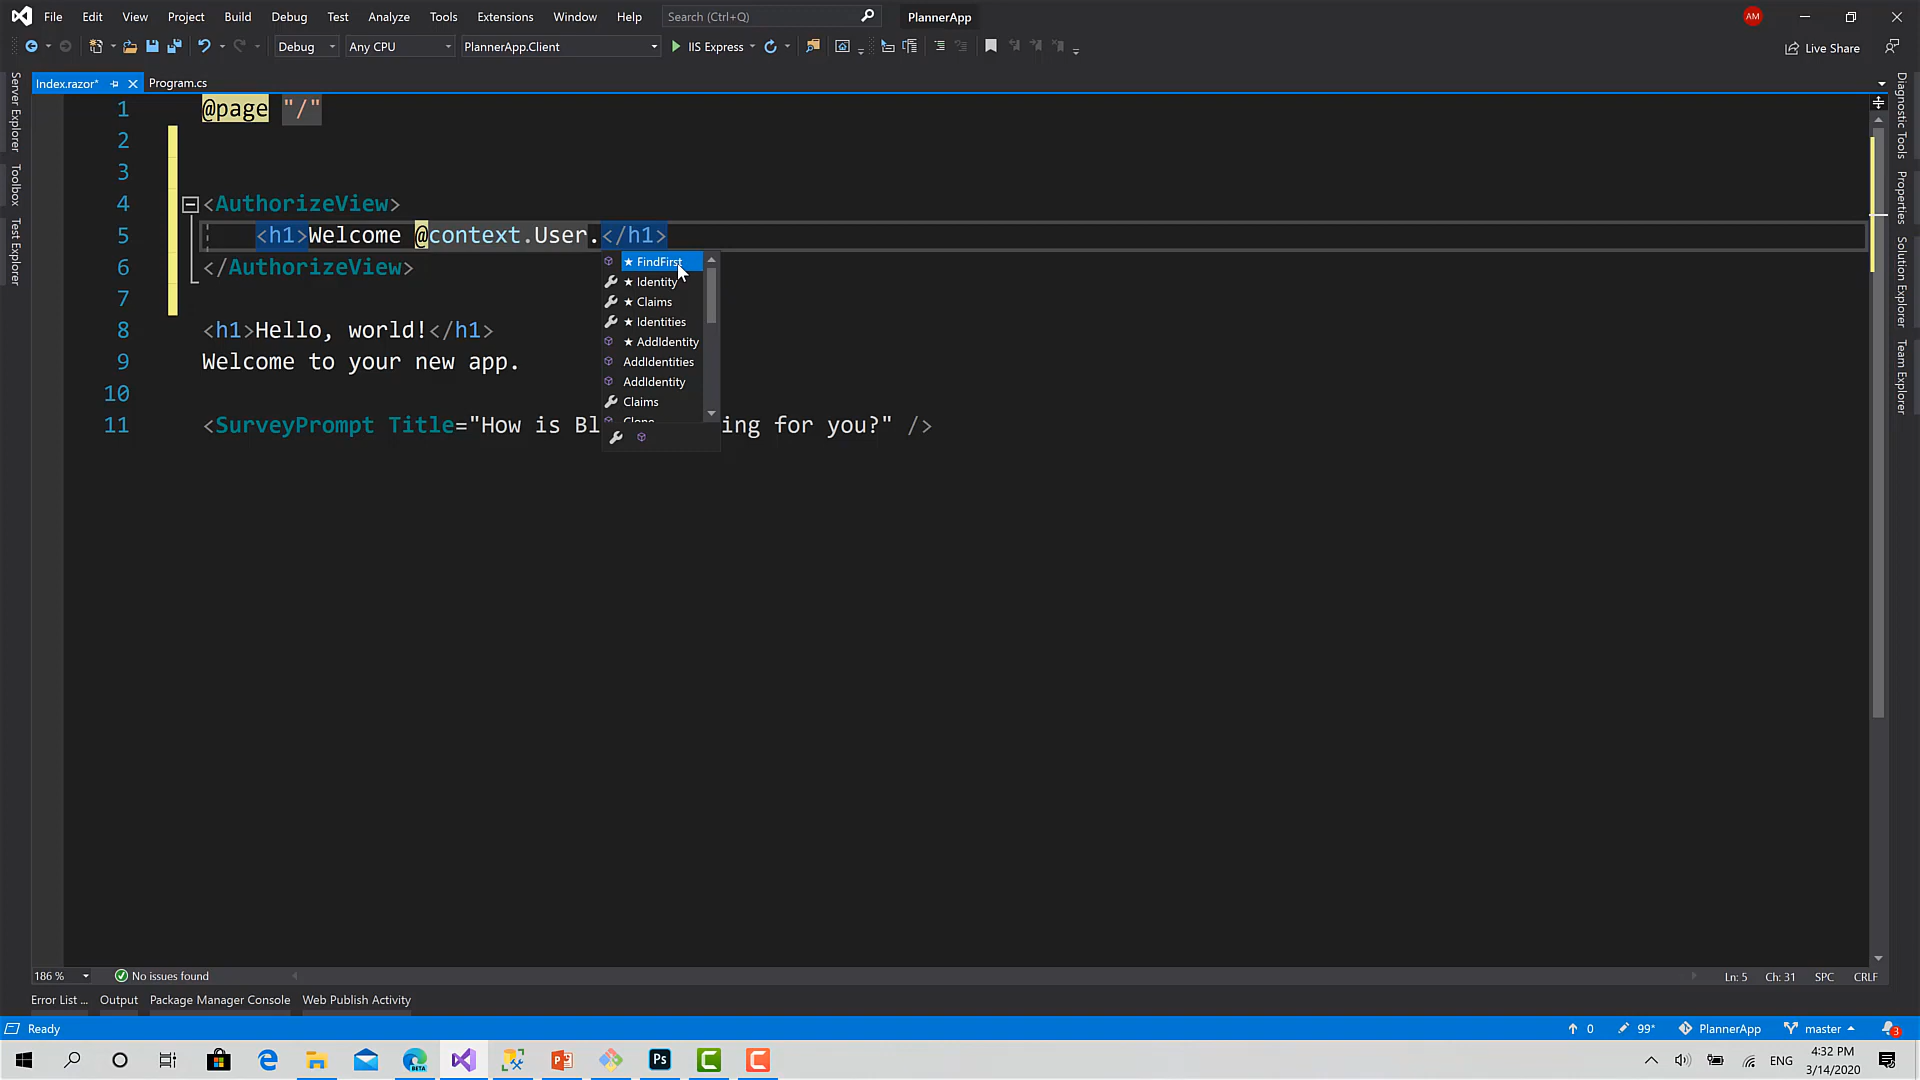 File Edit View Project Build Debug Test Analyze Tools Extensions Window Help Search (Ctrl+Q) PlannerApp AM
Debug Any CPU PlannerApp.Client IIS Express Live Share
Index.razor* Program.cs
Server Explorer
Toolbox
Test Explorer
1 @page "/"
2
3
4 <AuthorizeView>
5 <h1>Welcome @context.User.</h1>
6 </AuthorizeView>
7
8 <h1>Hello, world!</h1>
9 Welcome to your new app.
10
11 <SurveyPrompt Title="How is Bl ing for you?" />
★ FindFirst
★ Identity
★ Claims
★ Identities
★ AddIdentity
AddIdentities
AddIdentity
Claims
Clone
Diagnostic Tools
Properties
Solution Explorer
Team Explorer
186 % No issues found Ln: 5 Ch: 31 SPC CRLF
Error List ... Output Package Manager Console Web Publish Activity
Ready 0 99* PlannerApp master 3
BETA Ps ENG 4:32 PM
3/14/2020